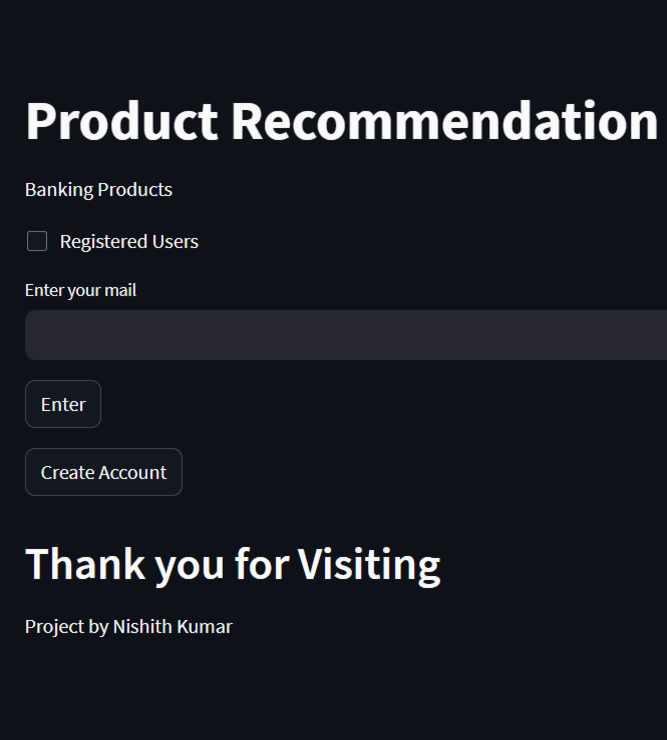 Product Recommendation
Banking Products
Registered Users
Enter your mail
Enter
Create Account
Thank you for Visiting
Project by Nishith Kumar